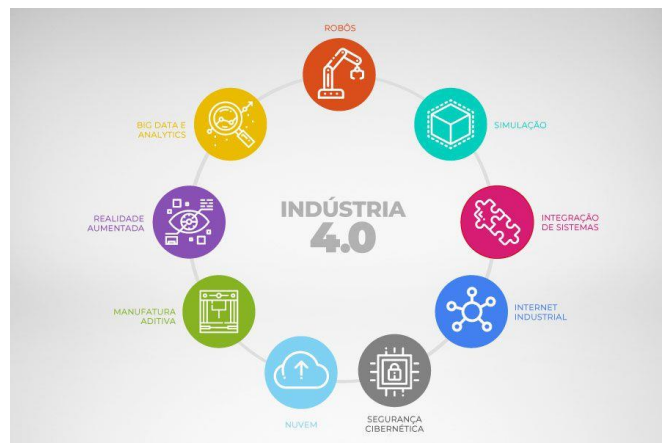 ROBÔS
SIMULAÇÃO
INTEGRAÇÃO
DE SISTEMAS
INTERNET
INDUSTRIAL
SEGURANÇA
CIBERNÉTICA
NUVEM
MANUFATURA
ADITIVA
REALIDADE
AUMENTADA
BIG DATA E
ANALYTICS
INDÚSTRIA
4.0